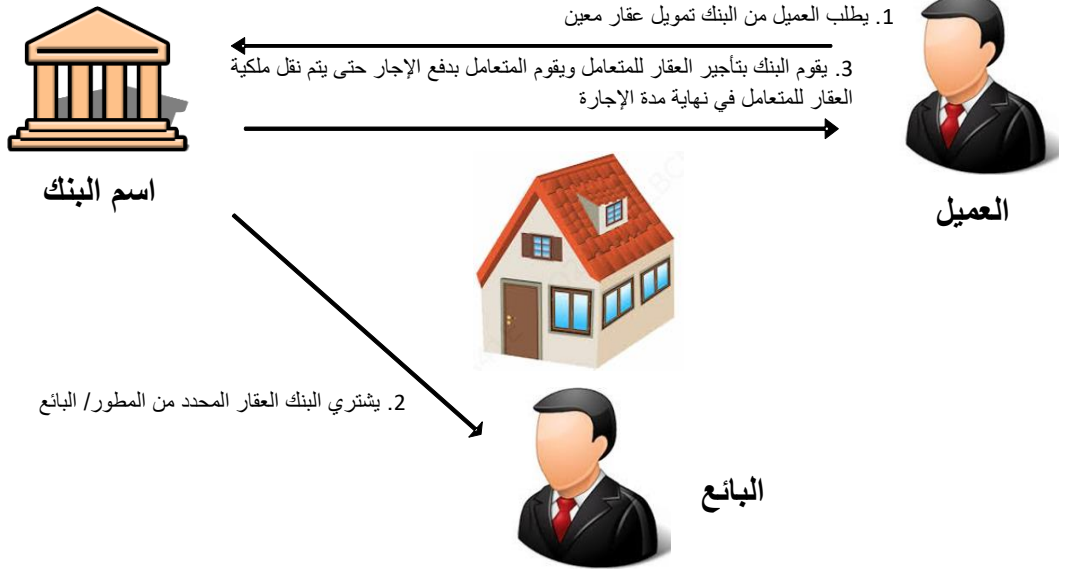 1. يطلب العميل من البنك تمويل عقار معين
3. يقوم البنك بتأجير العقار للمتعامل ويقوم المتعامل بدفع الإجار حتى يتم نقل ملكية
العقار للمتعامل في نهاية مدة الإجارة
اسم البنك
العميل
2. يشتري البنك العقار المحدد من المطور/ البائع
البائع